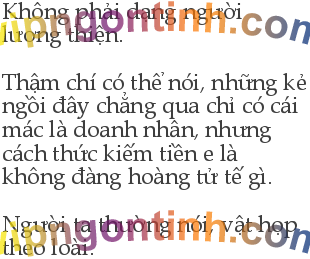 Không phải dạng người
lương thiện.
Thậm chí có thể nói, những kẻ
ngồi đây chẳng qua chỉ có cái
mác là doanh nhân, nhưng
cách thức kiếm tiền e là
không đàng hoàng tử tế gì.
Người ta thường nói, vật họp
theo loài.